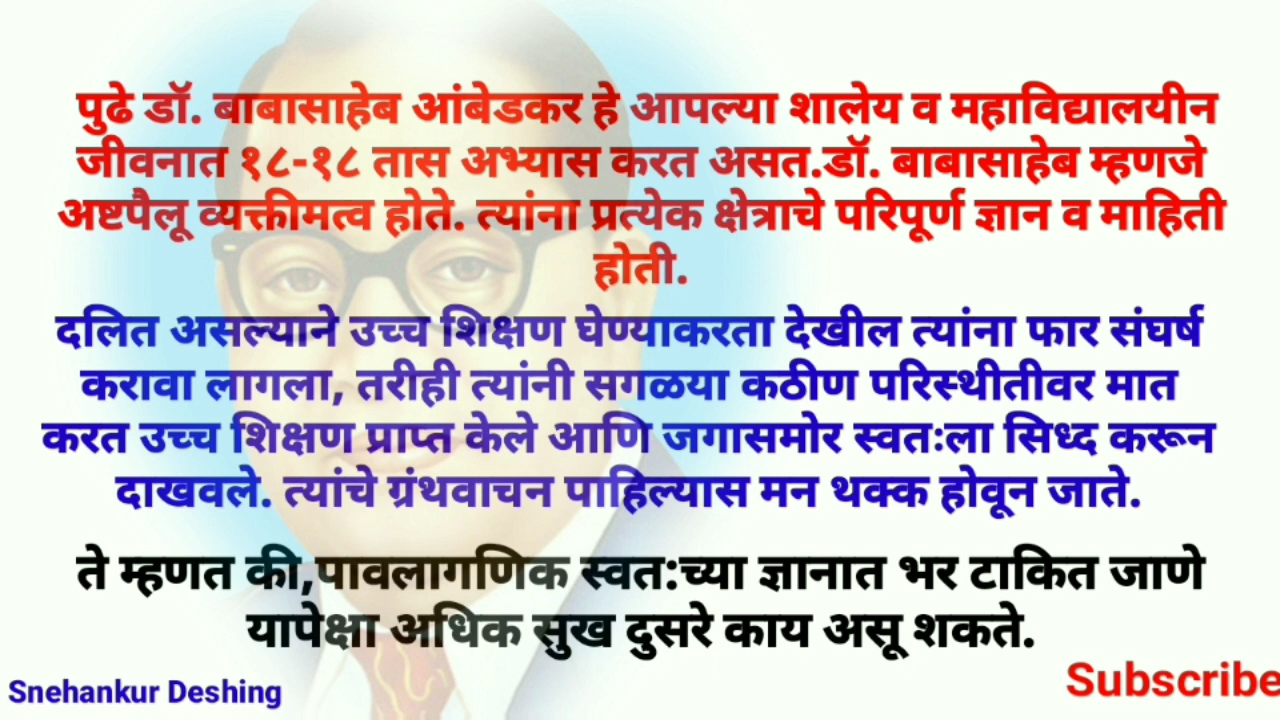 पुढे डॉ. बाबासाहेब आंबेडकर हे आपल्या शालेय व महाविद्यालयीन
जीवनात १८-१८ तास अभ्यास करत असत.डॉ. बाबासाहेब म्हणजे
अष्टपैलू व्यक्तीमत्व होते. त्यांना प्रत्येक क्षेत्राचे परिपूर्ण ज्ञान व माहिती
होती.
दलित असल्याने उच्च शिक्षण घेण्याकरता देखील त्यांना फार संघर्ष
करावा लागला, तरीही त्यांनी सगळया कठीण परिस्थीतीवर मात
करत उच्च शिक्षण प्राप्त केले आणि जगासमोर स्वतःला सिध्द करून
दाखवले. त्यांचे ग्रंथवाचन पाहिल्यास मन थक्क होवून जाते.
ते म्हणत की,पावलागणिक स्वत:च्या ज्ञानात भर टाकित जाणे
यापेक्षा अधिक सुख दुसरे काय असू शकते.
Snehankur Deshing
Subscribe